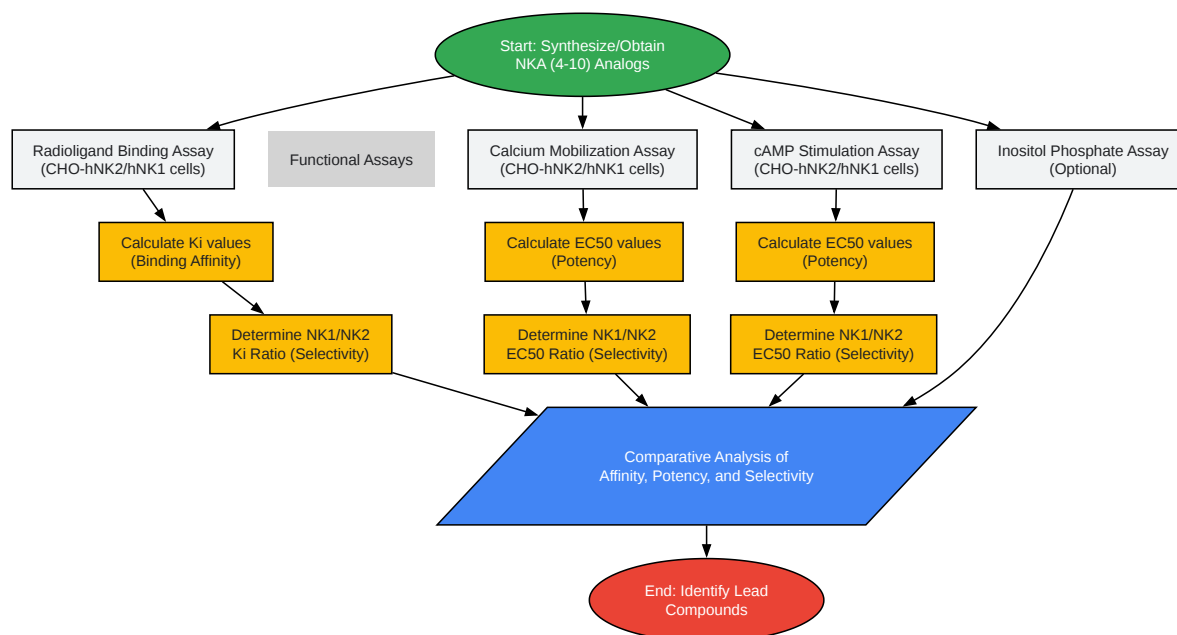 Start: Synthesize/Obtain
NKA (4-10) Analogs
Radioligand Binding Assay
(CHO-hNK2/hNK1 cells)
Functional Assays
Calcium Mobilization Assay
(CHO-hNK2/hNK1 cells)
cAMP Stimulation Assay
(CHO-hNK2/hNK1 cells)
Inositol Phosphate Assay
(Optional)
Calculate Ki values
(Binding Affinity)
Calculate EC50 values
(Potency)
Calculate EC50 values
(Potency)
Determine NK1/NK2
Ki Ratio (Selectivity)
Determine NK1/NK2
EC50 Ratio (Selectivity)
Determine NK1/NK2
EC50 Ratio (Selectivity)
Comparative Analysis of
Affinity, Potency, and Selectivity
End: Identify Lead
Compounds